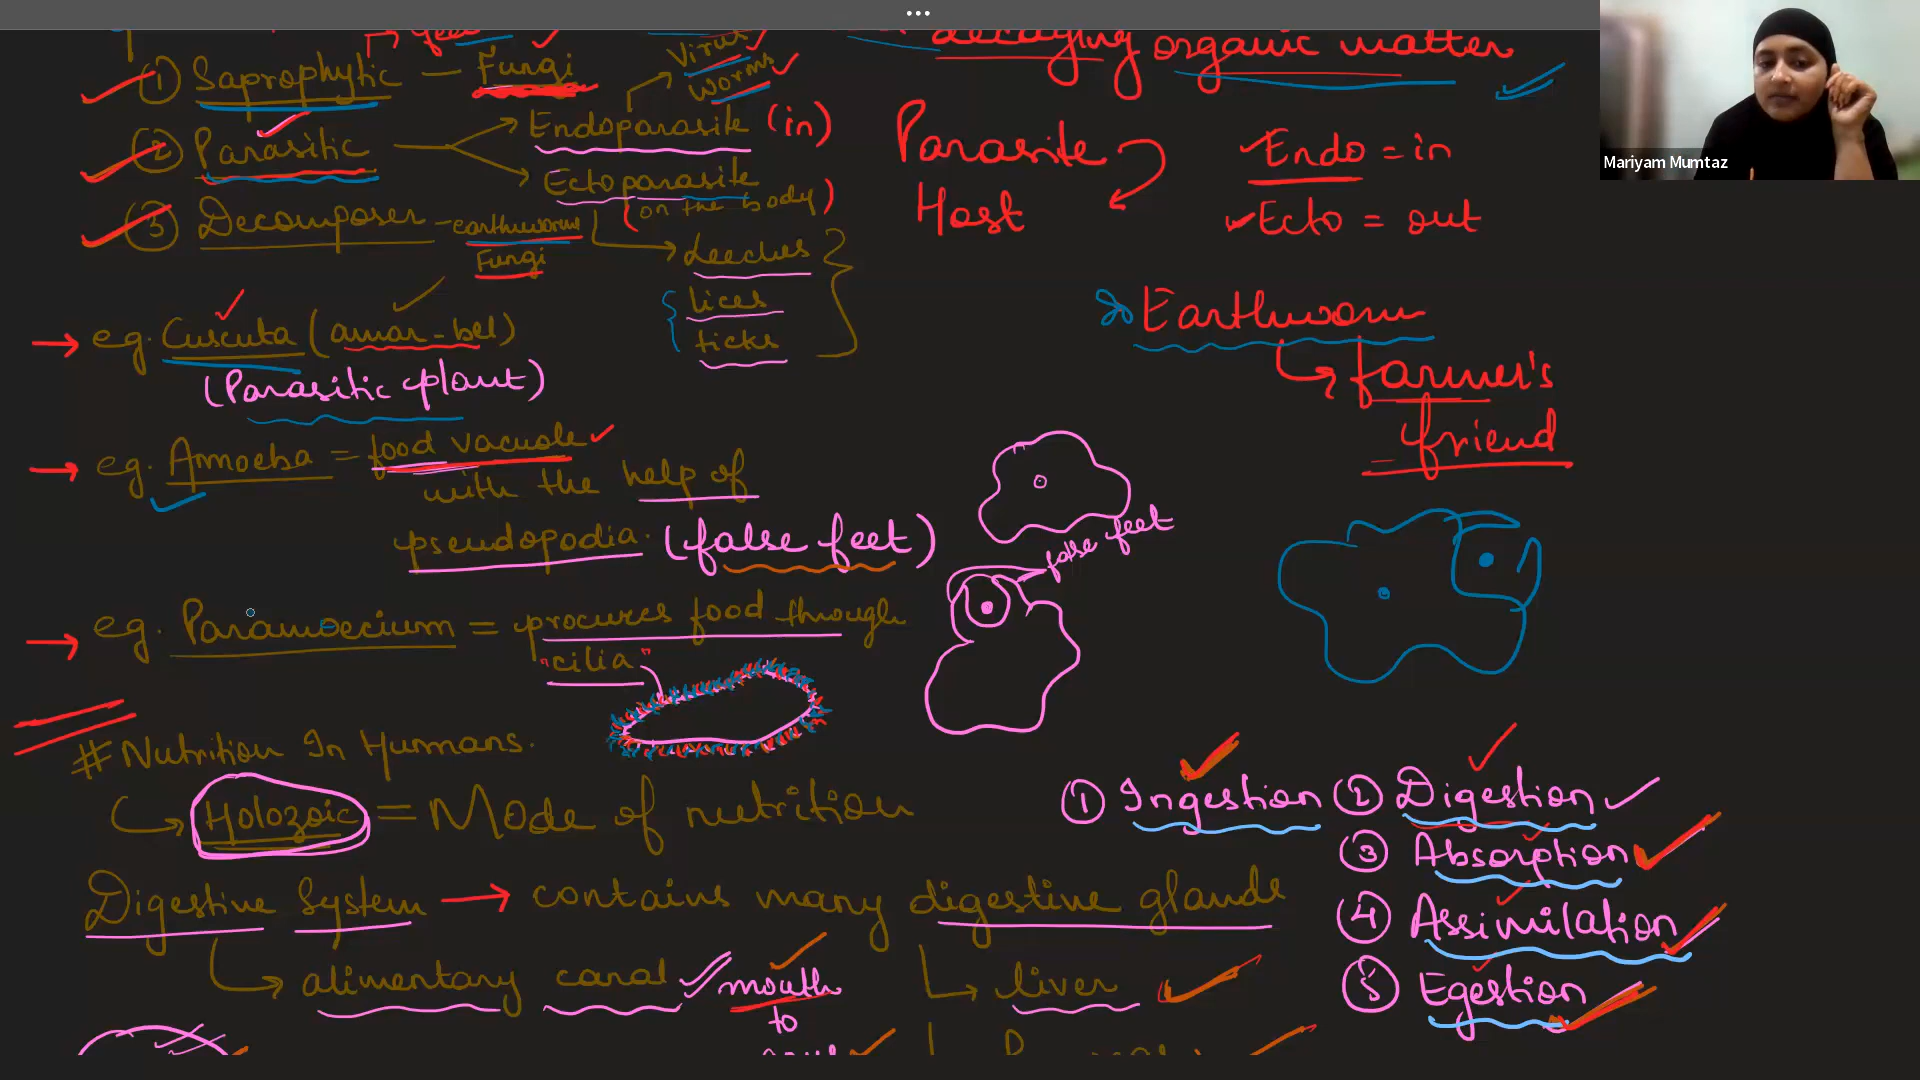 decaying organic matter
① Saprophytic — Fungi
Virus
Worms
② Parasitic
Endoparasite (in)
Ectoparasite
(on the body)
③ Decomposer - earthworms
Fungi
Leeches
lices
ticks
Parasite
Host
Endo = in
Ecto = out
Mariyam Mumtaz
Earthworm
farmer's
friend
eg. Cuscuta (amar-bel)
(Parasitic plant)
eg. Ammoeba = food vacuole
with the help of
pseudopodia. (false feet)
false feet
eg. Paramoecium = procures food through
"cilia"
# Nutrition In Humans.
Holozoic = Mode of nutrition
① Ingestion ② Digestion
③ Absorption
④ Assimilation
⑤ Egestion
Digestive System → contains many digestive glands
alimentary canal mouth
to
liver